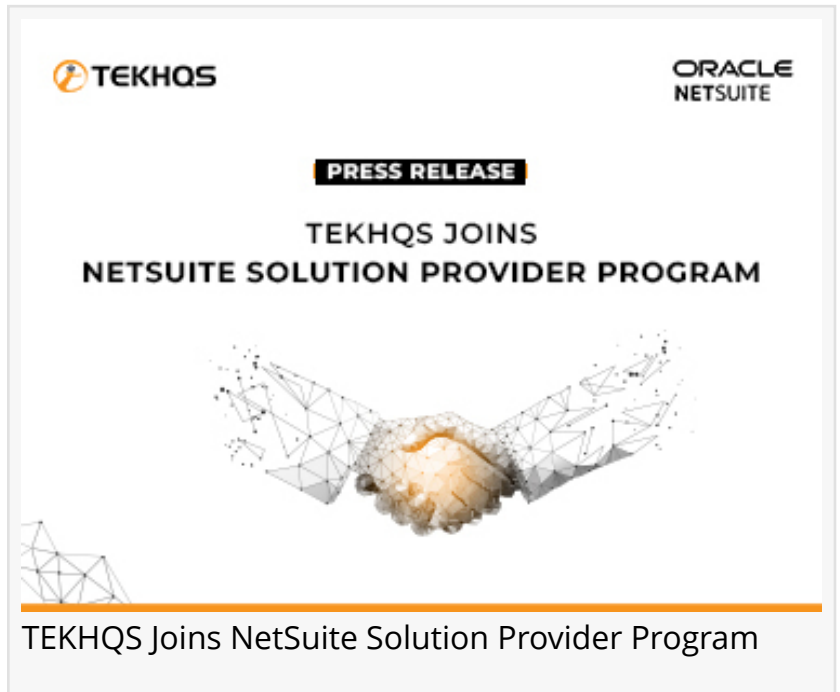 TEKHQS
ORACLE
NETSUITE
PRESS RELEASE
TEKHQS JOINS
NETSUITE SOLUTION PROVIDER PROGRAM
TEKHQS Joins NetSuite Solution Provider Program